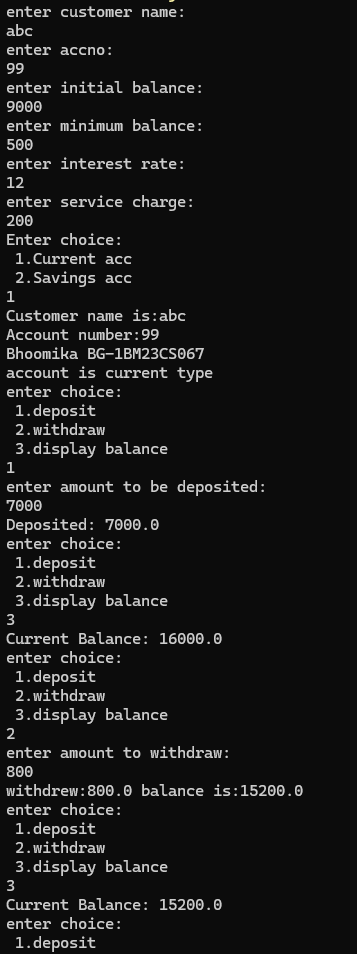 enter customer name:
abc
enter accno:
99
enter initial balance:
9000
enter minimum balance:
500
enter interest rate:
12
enter service charge:
200
Enter choice:
1.Current acc
2.Savings acc
1
Customer name is:abc
Account number:99
Bhoomika BG-1BM23CS067
account is current type
enter choice:
1.deposit
2.withdraw
3.display balance
1
enter amount to be deposited:
7000
Deposited: 7000.0
enter choice:
1.deposit
2.withdraw
3.display balance
3
Current Balance: 16000.0
enter choice:
1.deposit
2.withdraw
3.display balance
2
enter amount to withdraw:
800
withdrew:800.0 balance is:15200.0
enter choice:
1.deposit
2.withdraw
3.display balance
3
Current Balance: 15200.0
enter choice:
1.deposit